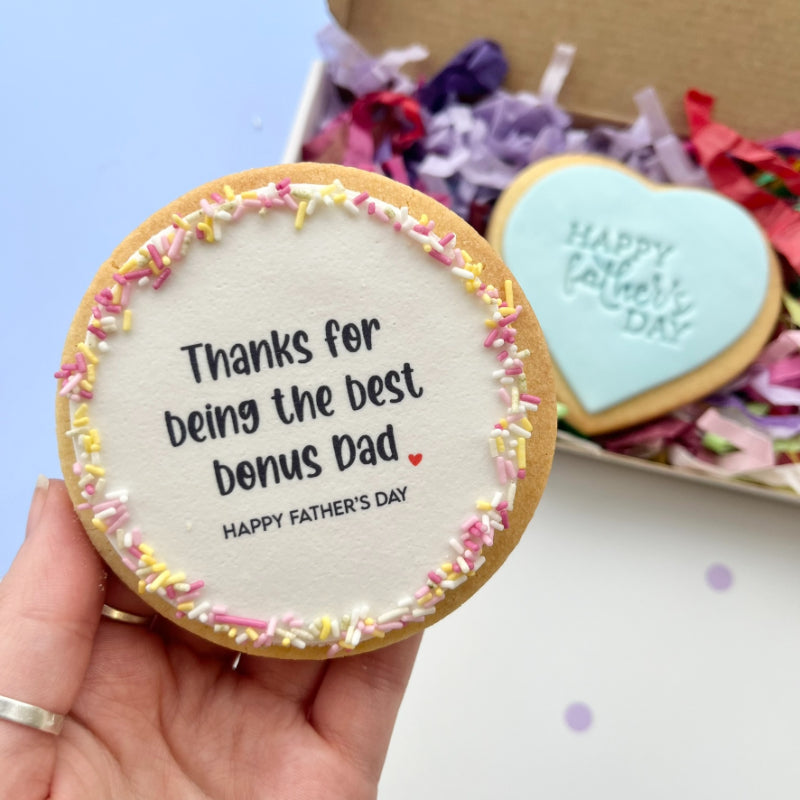 Thanks for
being the best
bonus Dad
HAPPY FATHER'S DAY
HAPPY
father's
DAY